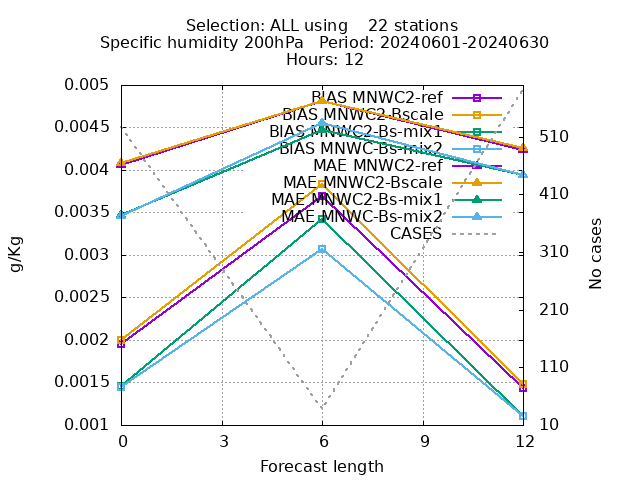 Selection: ALL using    22 stations
Specific humidity 200hPa   Period: 20240601-20240630
Hours: 12
BIAS MNWC2-ref
BIAS MNWC2-Bscale
BIAS MNWC2-Bs-mix1
BIAS MNWC-Bs-mix2
MAE MNWC2-ref
MAE MNWC2-Bscale
MAE MNWC2-Bs-mix1
MAE MNWC-Bs-mix2
CASES
0.005
0.0045
0.004
0.0035
0.003
0.0025
0.002
0.0015
0.001
g/Kg
510
410
310
210
110
10
No cases
0 3 6 9 12
Forecast length